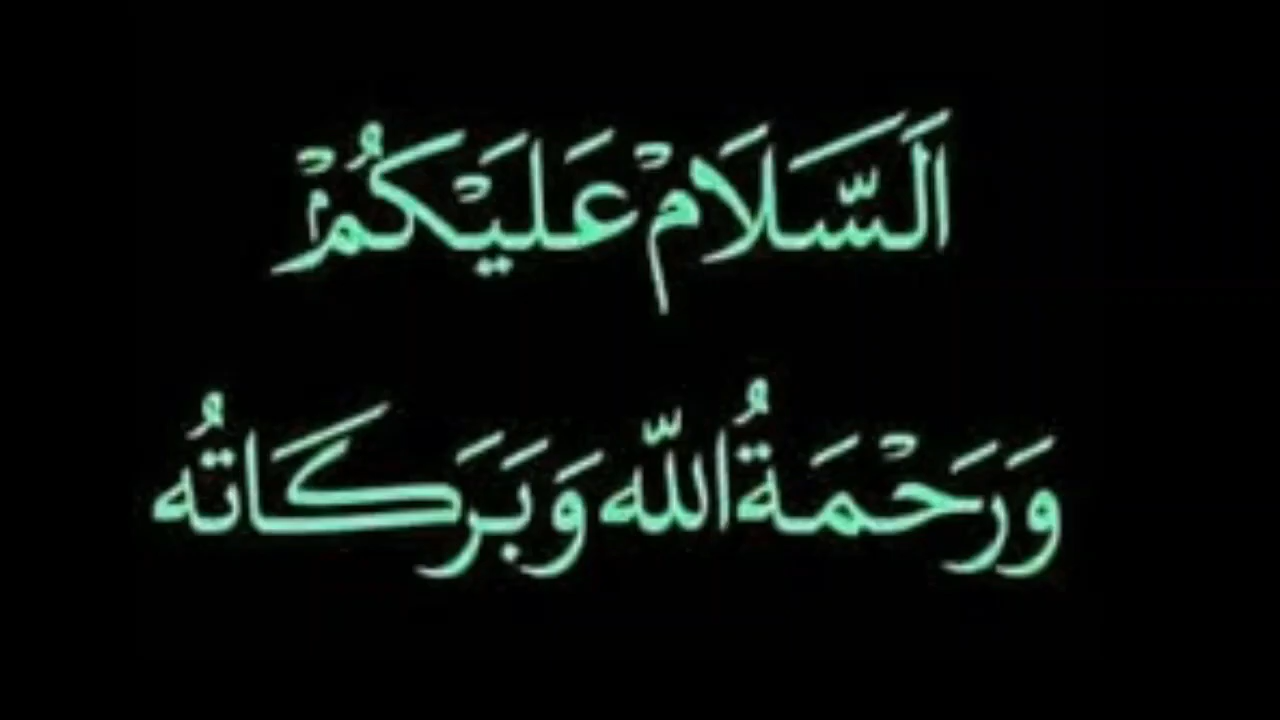 اَلسَّلَامْ عَلَيْكُمْ
وَرَحْمَةُ اللّه وَبَرَكَاتُه